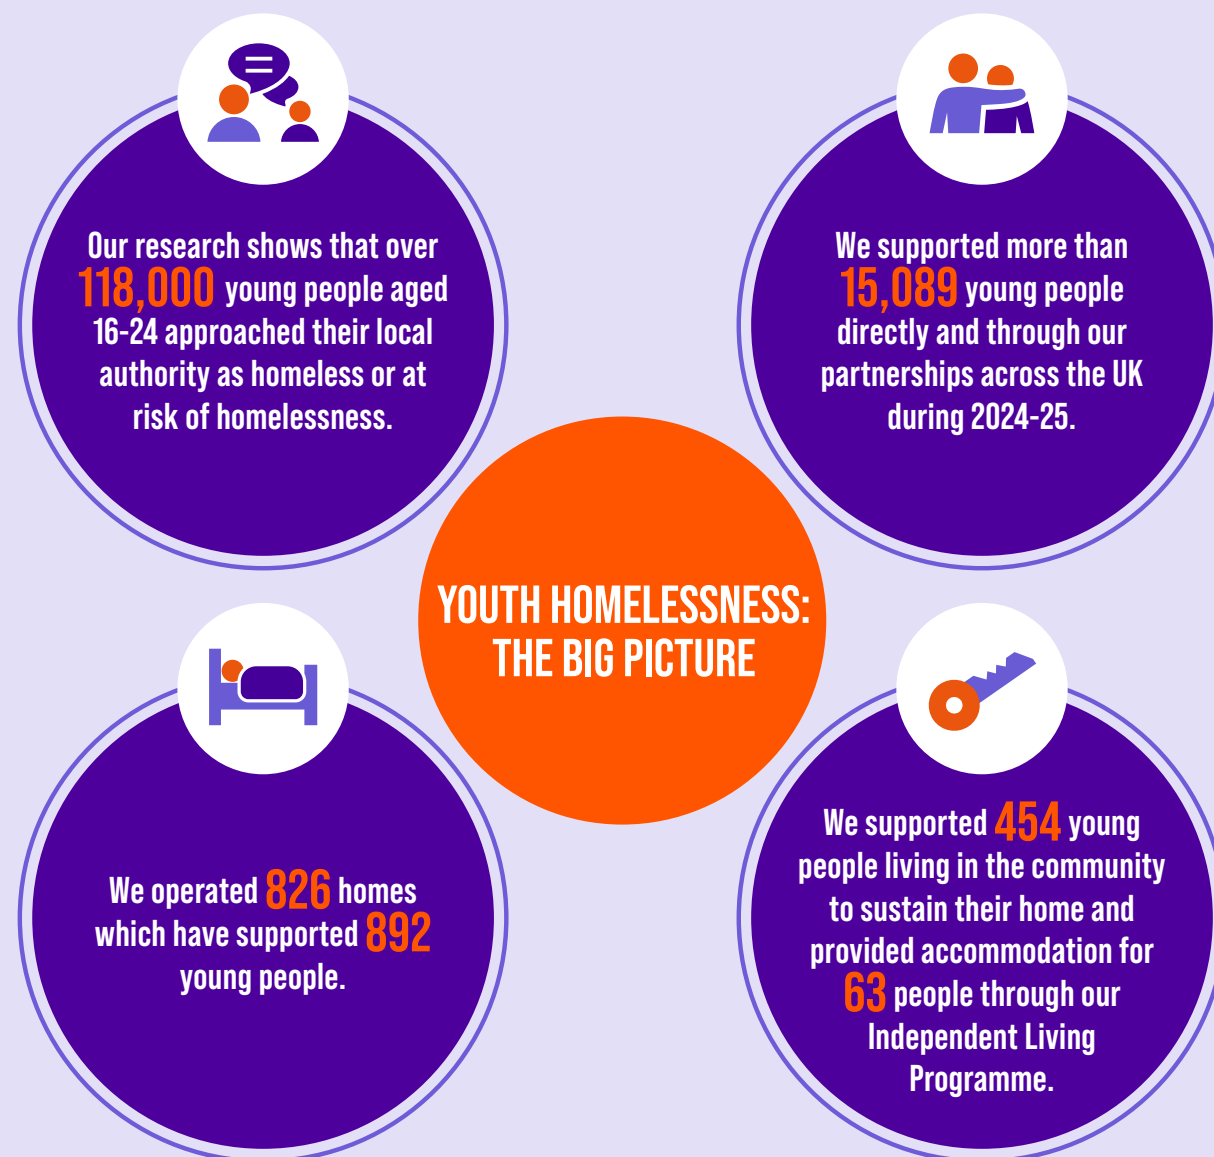 Our research shows that over
118,000 young people aged
16-24 approached their local
authority as homeless or at
risk of homelessness.
We supported more than
15,089 young people
directly and through our
partnerships across the UK
during 2024-25.
YOUTH HOMELESSNESS:
THE BIG PICTURE
We operated 826 homes
which have supported 892
young people.
We supported 454 young
people living in the community
to sustain their home and
provided accommodation for
63 people through our
Independent Living
Programme.